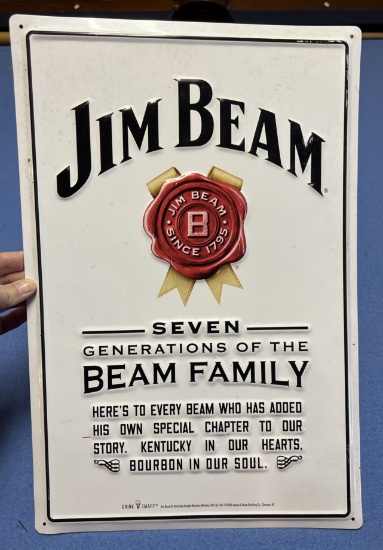 JIM BEAM
JIM BEAM
B
SINCE 1795
SEVEN
GENERATIONS OF THE
BEAM FAMILY
HERE'S TO EVERY BEAM WHO HAS ADDED
HIS OWN SPECIAL CHAPTER TO OUR
STORY. KENTUCKY IN OUR HEARTS,
BOURBON IN OUR SOUL.
DRINK SMART